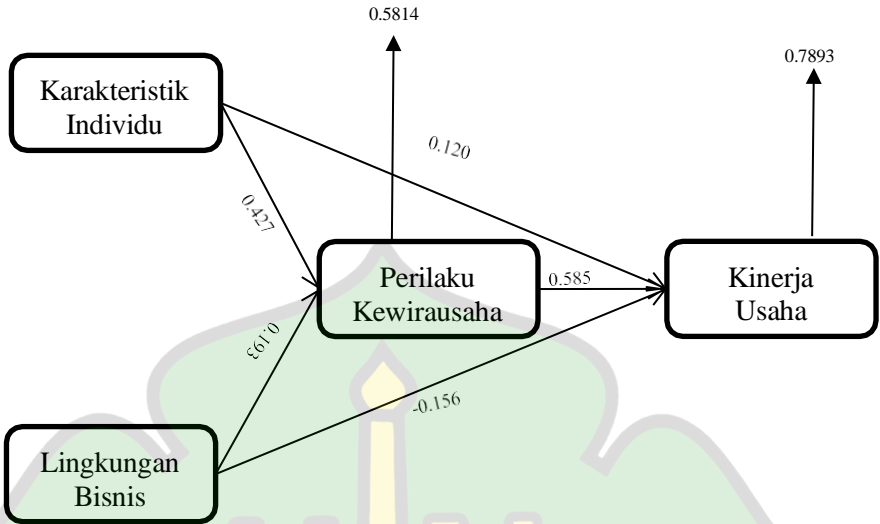 0.5814
0.7893
Karakteristik
Individu
0.120
0.427
Perilaku
Kewirausaha
0.585
Kinerja
Usaha
0.193
-0.156
Lingkungan
Bisnis